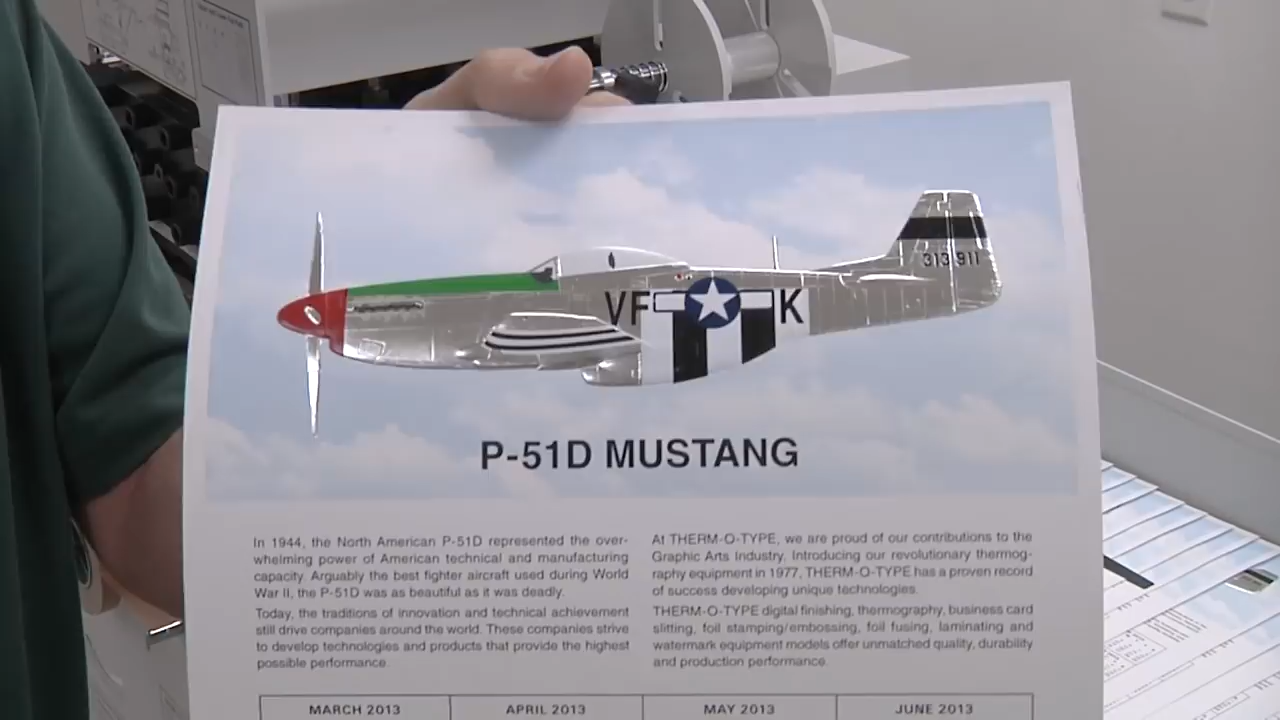 313911
VF K
P-51D MUSTANG
In 1944, the North American P-51D represented the over-
whelming power of American technical and manufacturing
capacity. Arguably the best fighter aircraft used during World
War II, the P-51D was as beautiful as it was deadly.
Today, the traditions of innovation and technical achievement
still drive companies around the world. These companies strive
to develop technologies and products that provide the highest
possible performance.
At THERM-O-TYPE, we are proud of our contributions to the
Graphic Arts Industry. Introducing our revolutionary thermog-
raphy equipment in 1977, THERM-O-TYPE has a proven record
of success developing unique technologies.
THERM-O-TYPE digital finishing, thermography, business card
slitting, foil stamping/embossing, foil fusing, laminating and
watermark equipment models offer unmatched quality, durability
and production performance.
MARCH 2013 APRIL 2013 MAY 2013 JUNE 2013